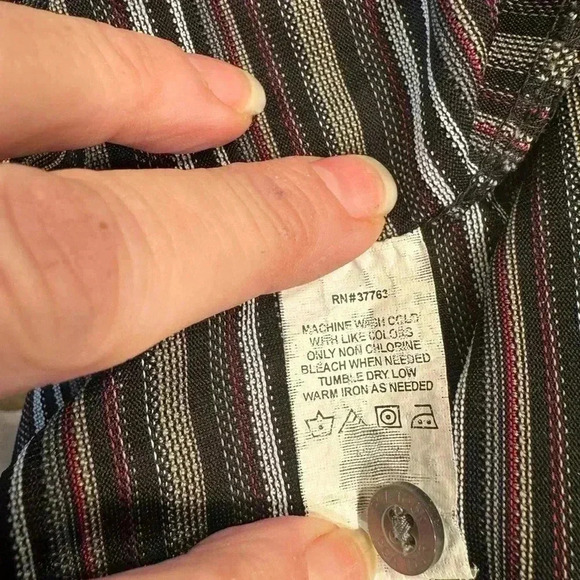 RN#37763
MACHINE WASH COLD
WITH LIKE COLORS
ONLY NON CHLORINE
BLEACH WHEN NEEDED
TUMBLE DRY LOW
WARM IRON AS NEEDED